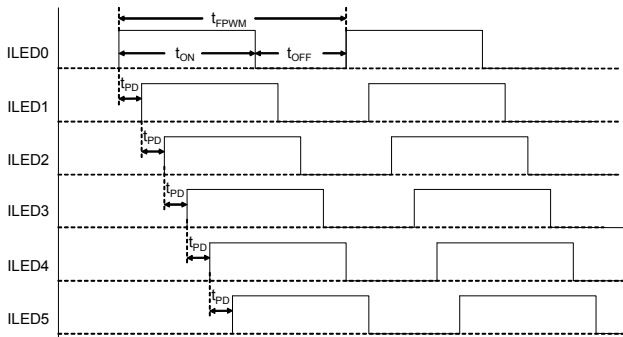 tFPWM
ILED0
tON
tOFF
tPD
ILED1
tPD
ILED2
tPD
ILED3
tPD
ILED4
tPD
ILED5